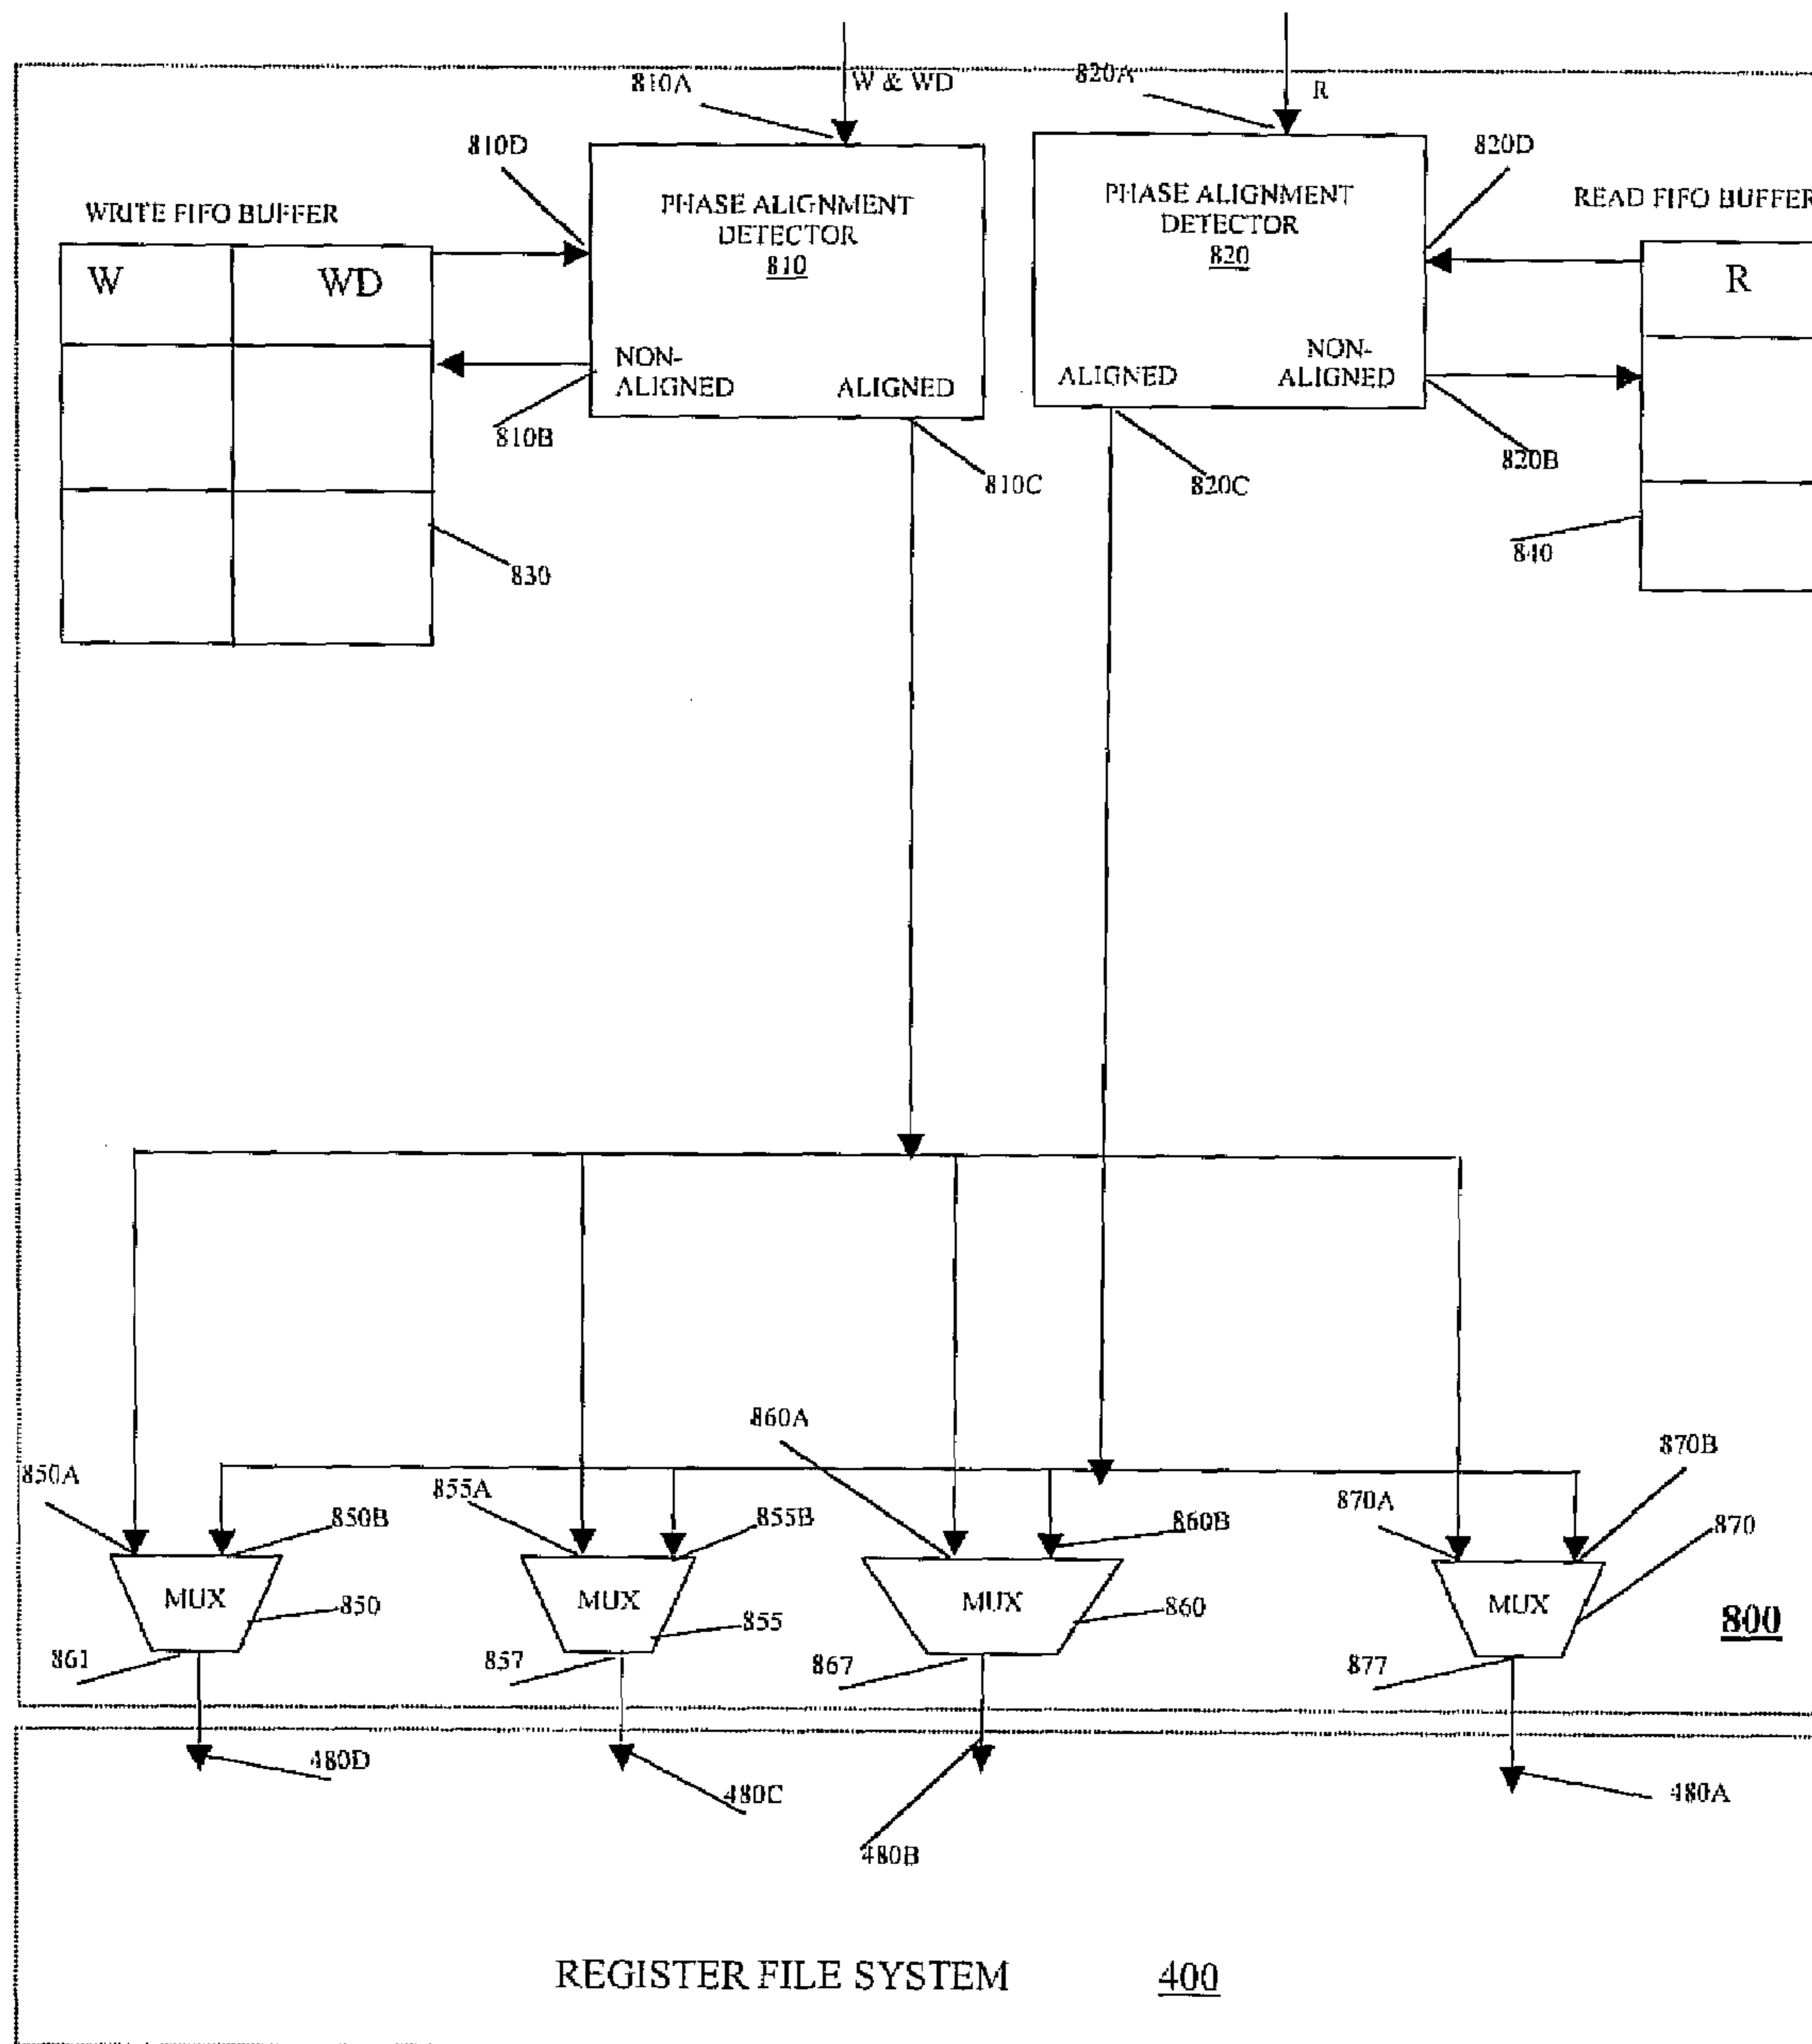 810A
W & WD
820A
R
810D
820D
WRITE FIFO BUFFER
PHASE ALIGNMENT
DETECTOR
810
PHASE ALIGNMENT
DETECTOR
820
READ FIFO BUFFER
W
WD
R
NON-
ALIGNED
ALIGNED
ALIGNED
NON-
ALIGNED
810B
810C
820C
820B
830
840
860A
850A
850B
855A
855B
860B
870A
870B
870
MUX
850
MUX
855
MUX
860
MUX
800
861
857
867
877
480D
480C
480B
480A
REGISTER FILE SYSTEM 400